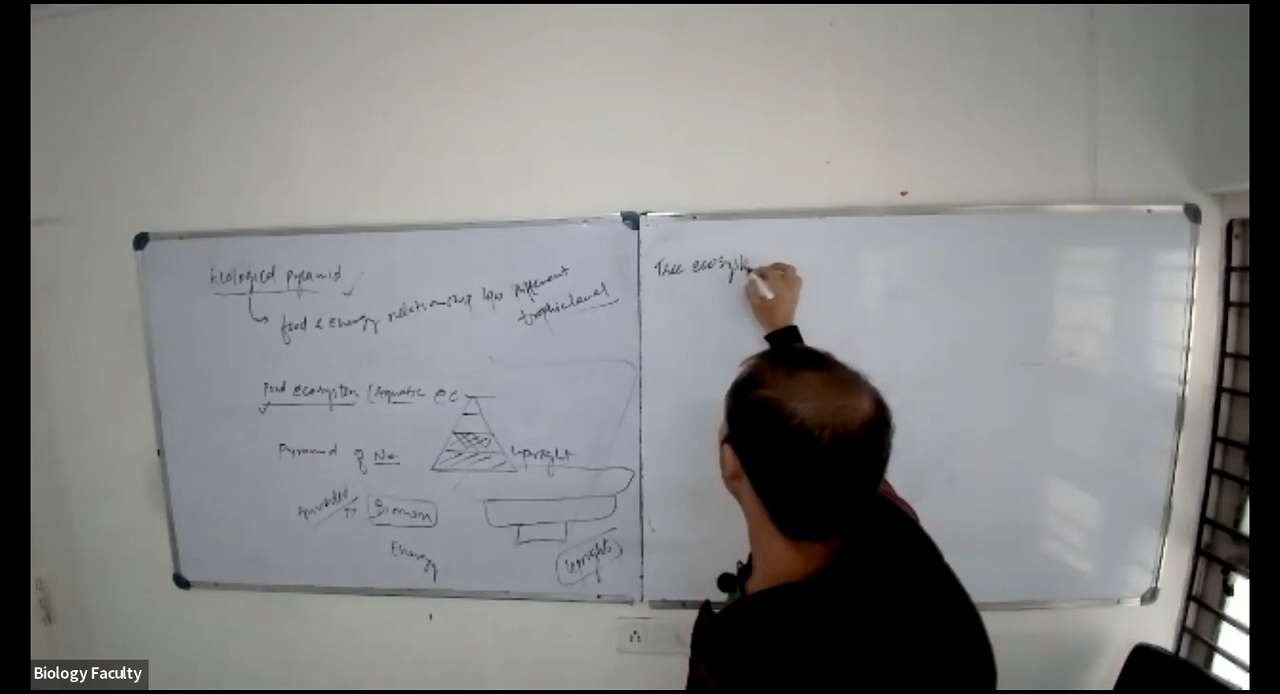 Ecological pyramid
food & Energy relationship b/w different
trophic level
Pond ecosystem (Aquatic ec
Pyramid of No.
upright
Inverted Biomass
Energy
upright
Tree ecosyste
Biology Faculty